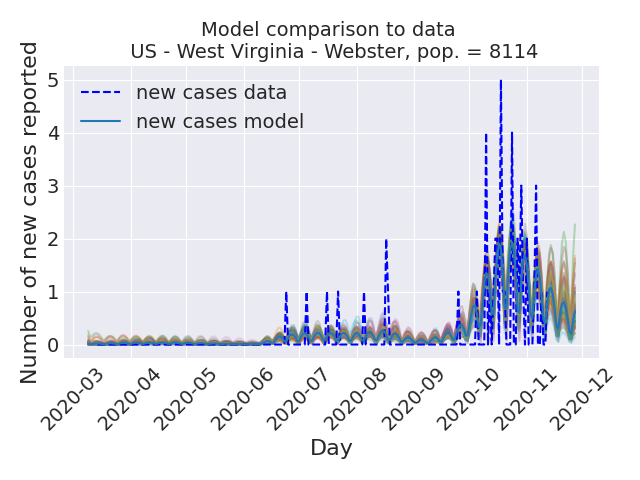 Model comparison to data
US - West Virginia - Webster, pop. = 8114
Number of new cases reported
5
4
3
2
1
0
new cases data
new cases model
2020-03
2020-04
2020-05
2020-06
2020-07
2020-08
2020-09
2020-10
2020-11
2020-12
Day